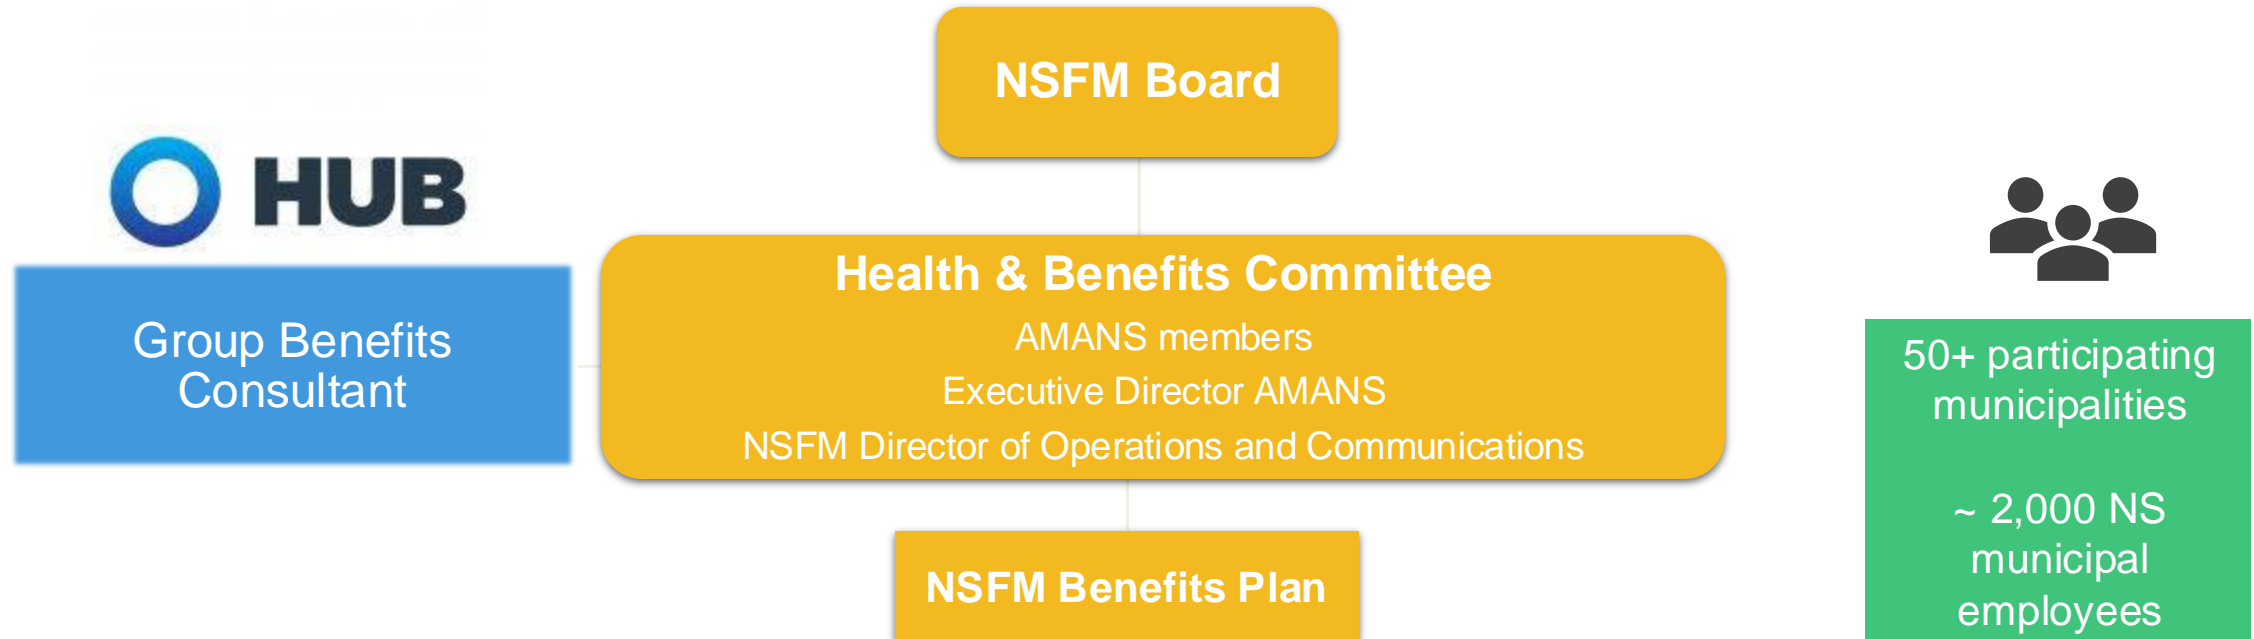 NSFM Board
HUB
Group Benefits
Consultant
Health & Benefits Committee
AMANS members
Executive Director AMANS
NSFM Director of Operations and Communications
NSFM Benefits Plan
50+ participating
municipalities
~ 2,000 NS
municipal
employees